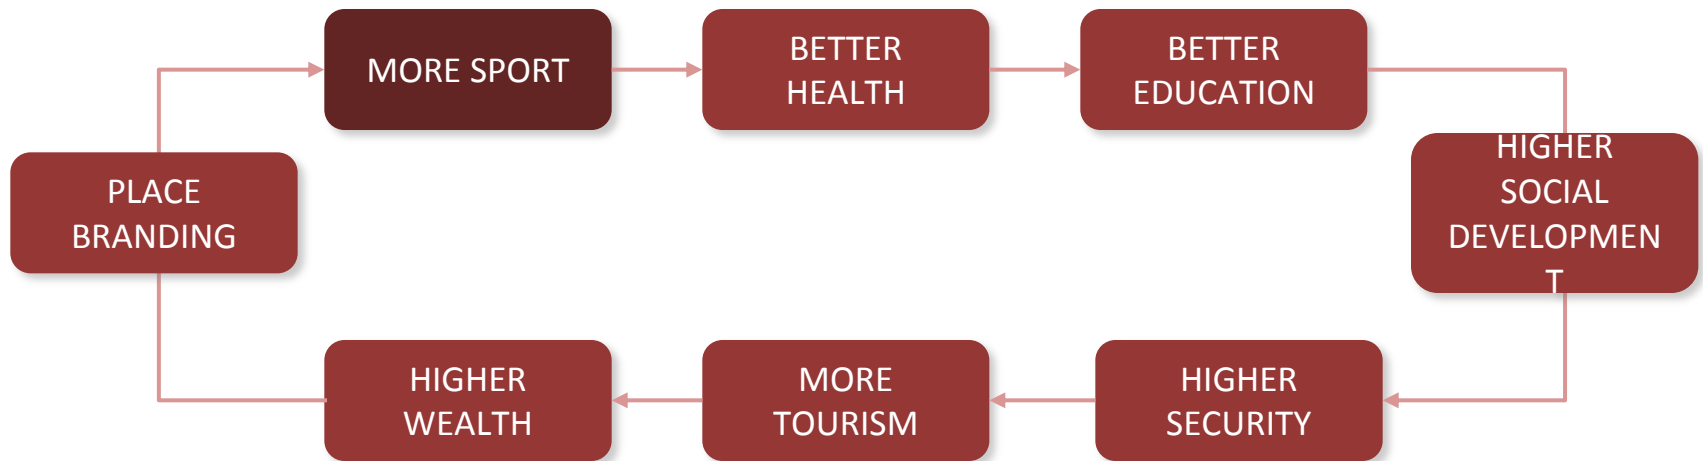 MORE SPORT
BETTER
HEALTH
BETTER
EDUCATION
HIGHER
SOCIAL
DEVELOPMEN
T
HIGHER
SECURITY
MORE
TOURISM
HIGHER
WEALTH
PLACE
BRANDING